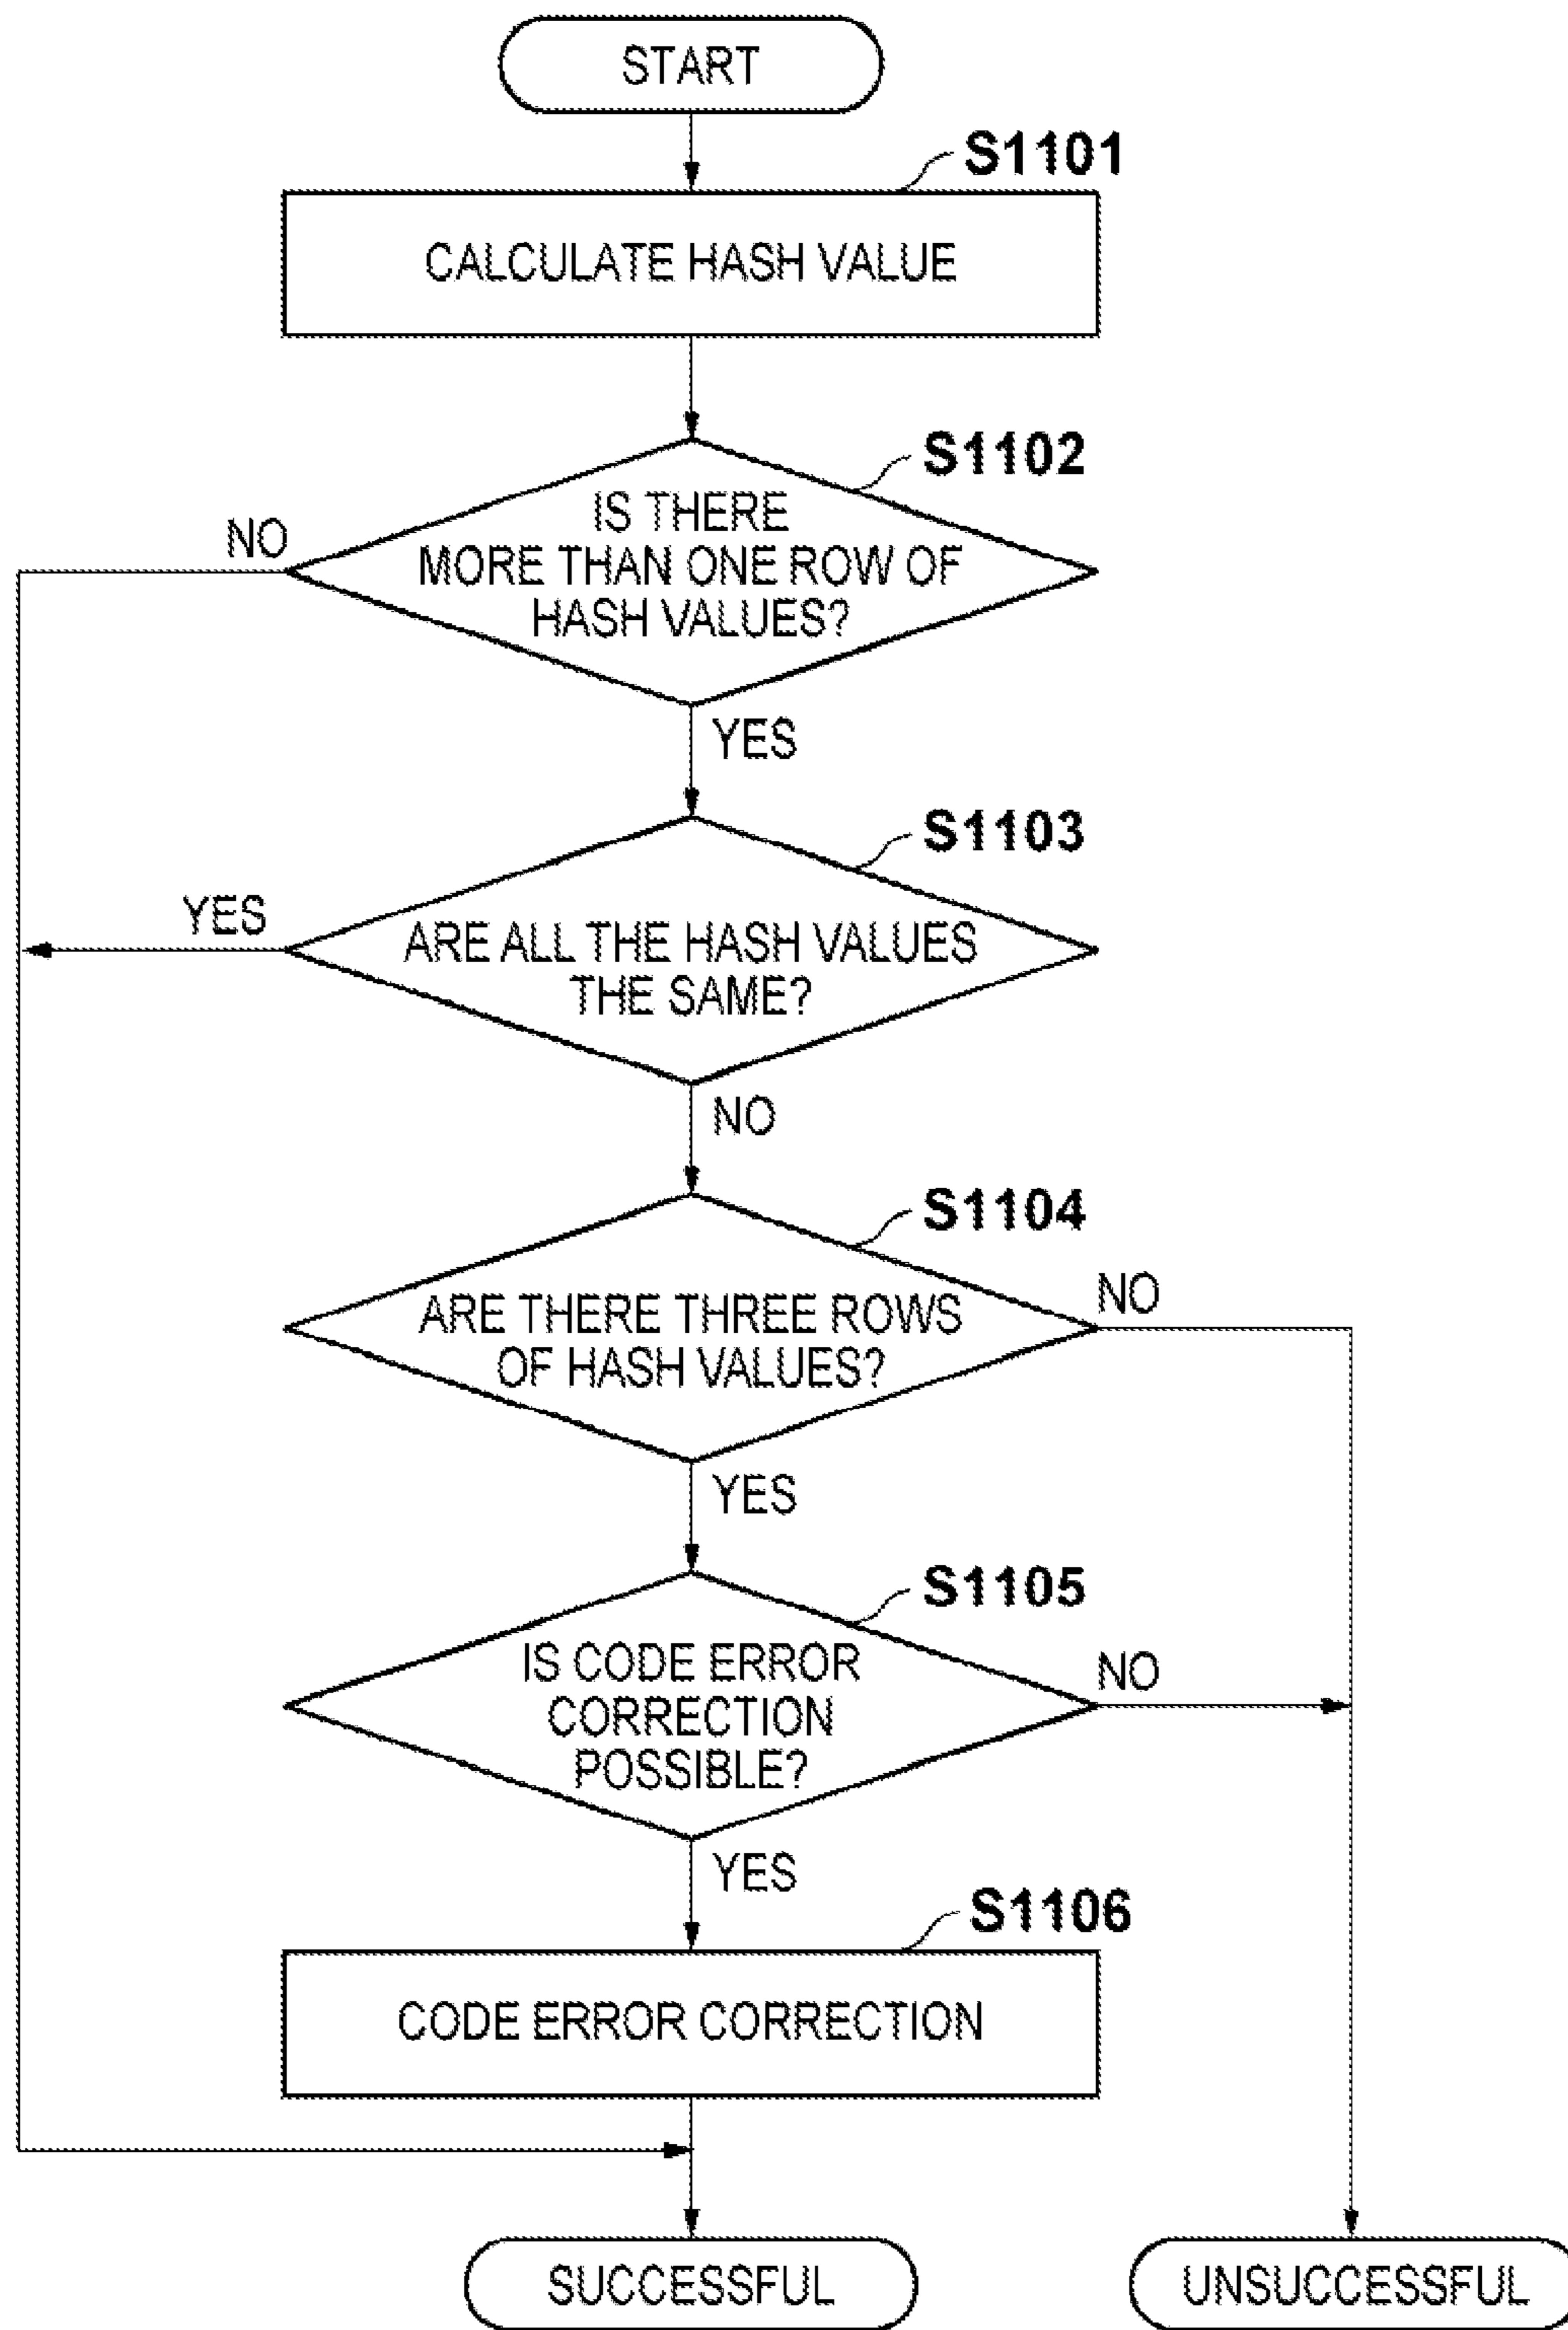 START
S1101
CALCULATE HASH VALUE
S1102
IS THERE
MORE THAN ONE ROW OF
HASH VALUES?
NO
YES
S1103
ARE ALL THE HASH VALUES
THE SAME?
YES
NO
S1104
ARE THERE THREE ROWS
OF HASH VALUES?
NO
YES
S1105
IS CODE ERROR
CORRECTION
POSSIBLE?
NO
YES
S1106
CODE ERROR CORRECTION
SUCCESSFUL
UNSUCCESSFUL